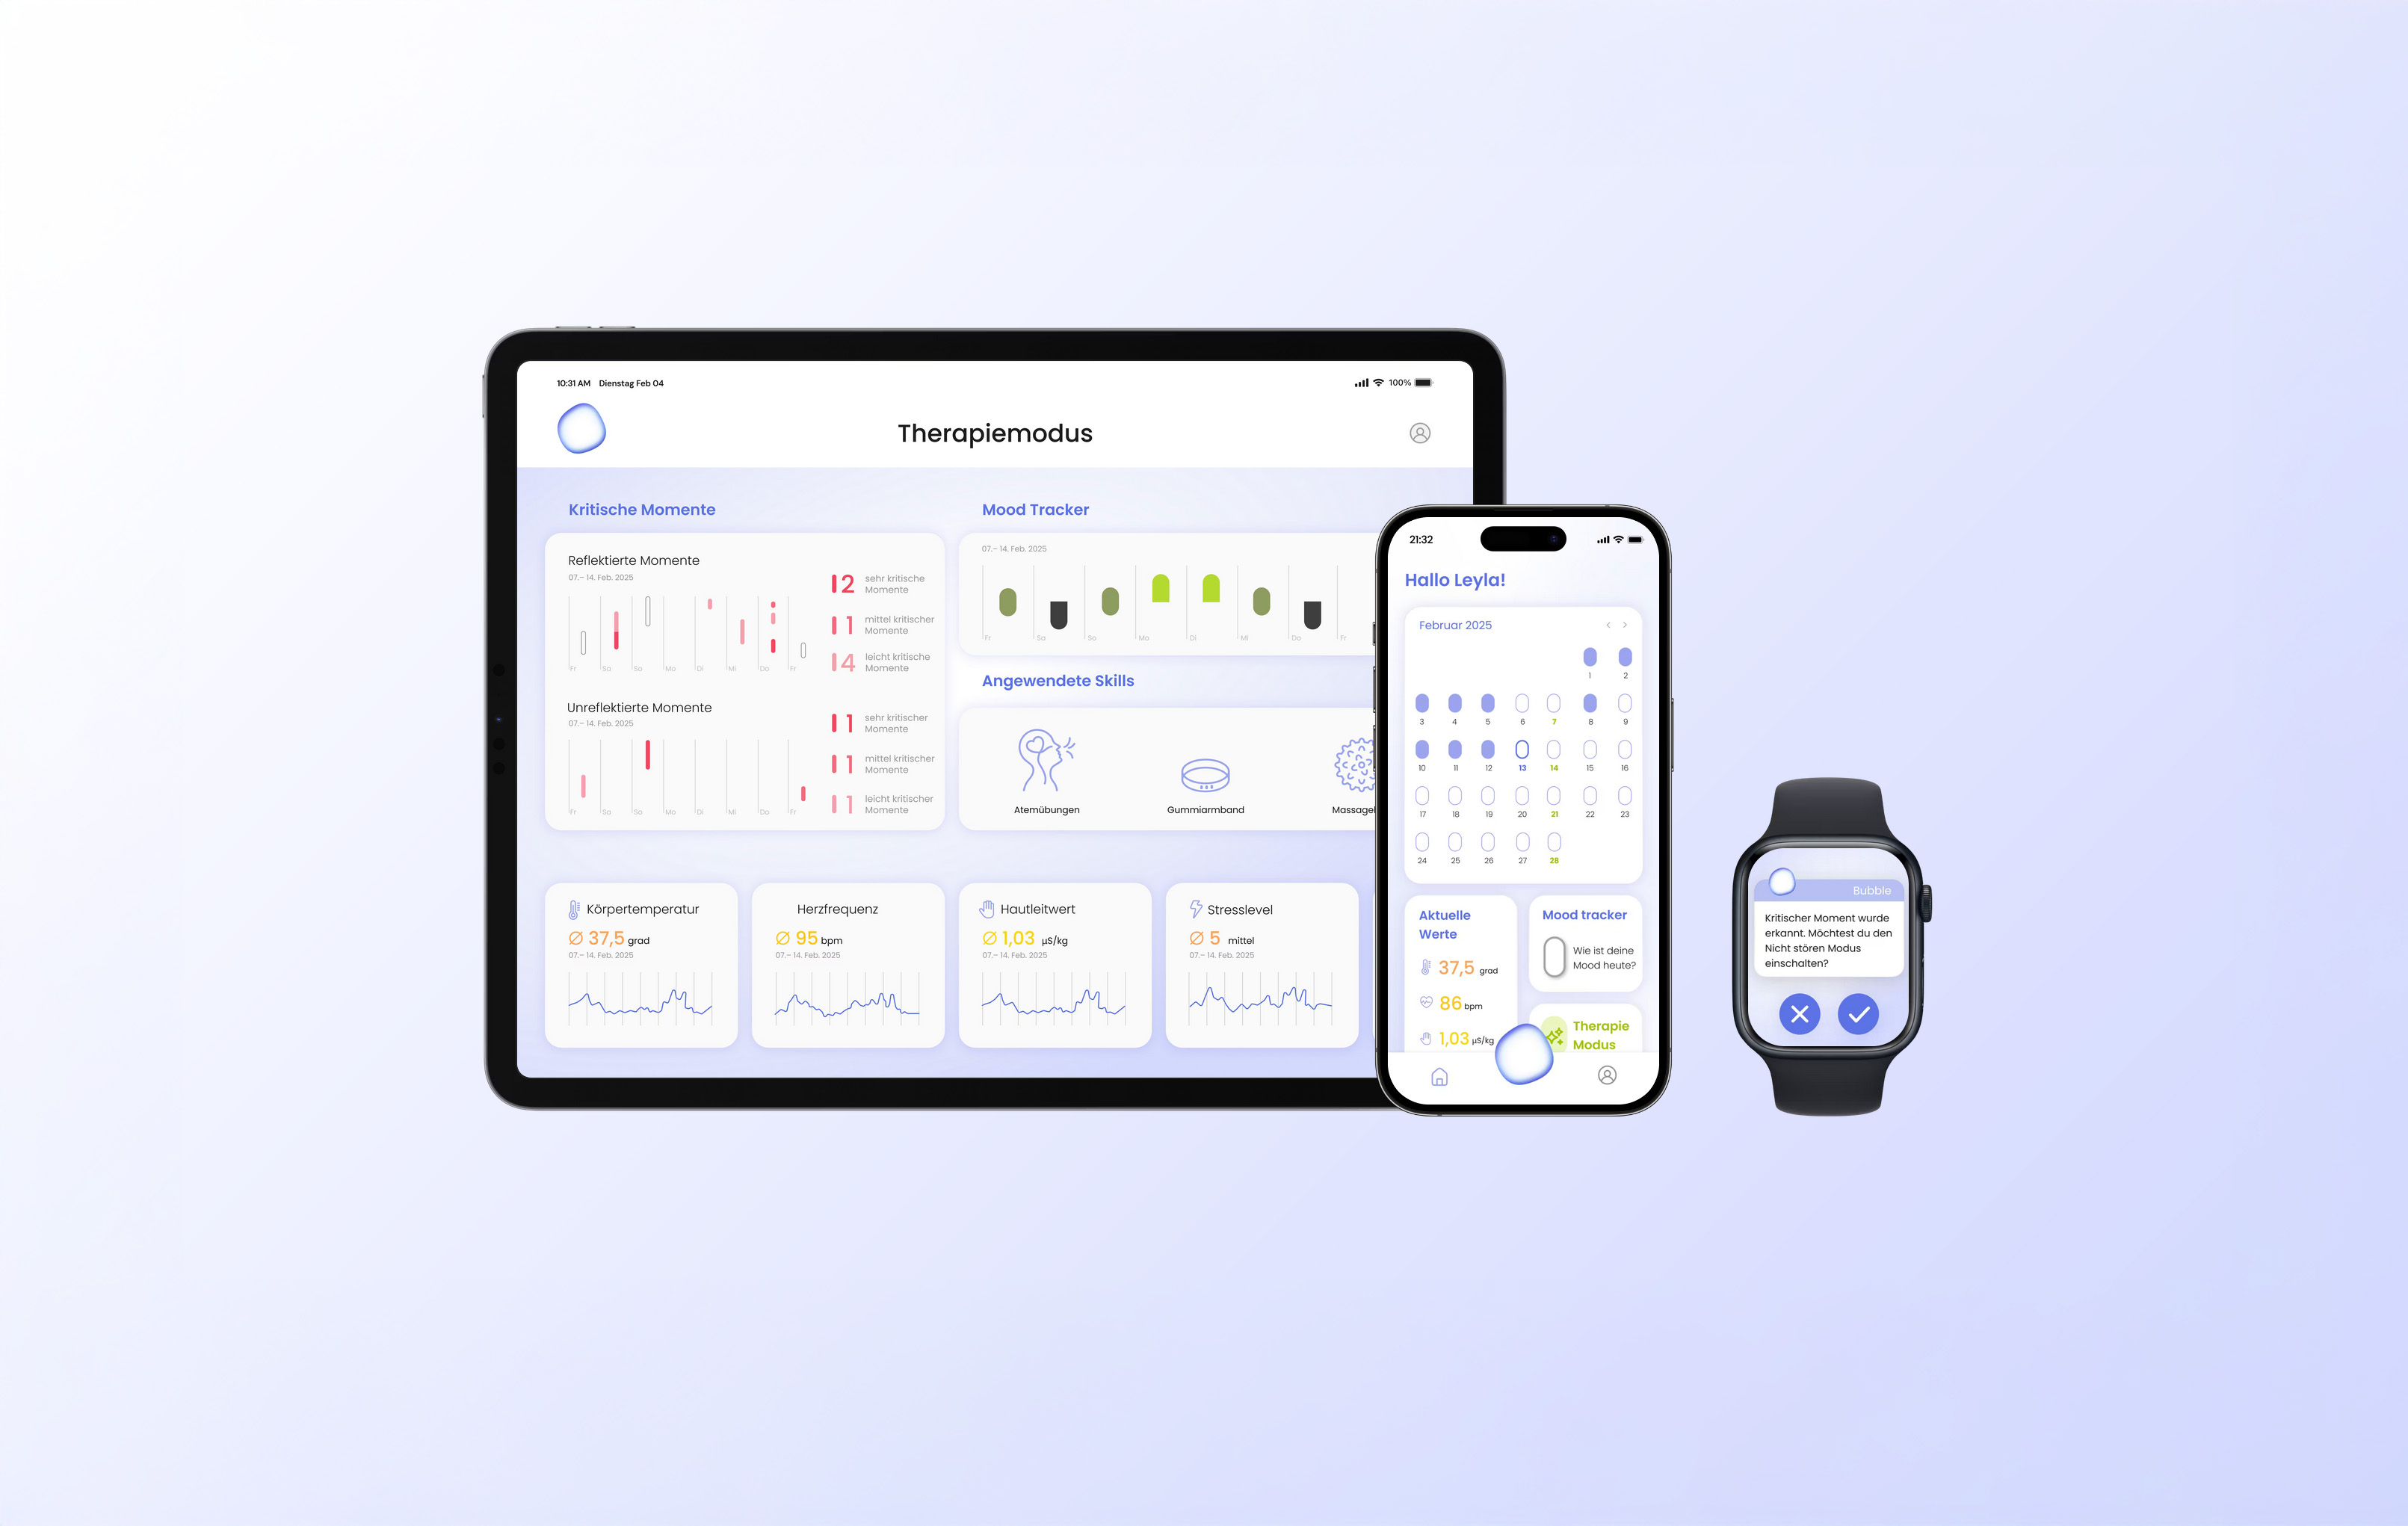 10:31 AM Dienstag Feb 04
100%
Therapiemodus
Kritische Momente
Reflektierte Momente
07.– 14. Feb. 2025
2 sehr kritische
Momente
1 mittel kritischer
Momente
4 leicht kritische
Momente
Fr Sa So Mo Di Mi Do Fr
Unreflektierte Momente
07.– 14. Feb. 2025
1 sehr kritischer
Momente
1 mittel kritischer
Momente
1 leicht kritischer
Momente
Fr Sa So Mo Di Mi Do Fr
Mood Tracker
07.– 14. Feb. 2025
Fr Sa So Mo Di Mi Do Fr
Angewendete Skills
Atemübungen
Gummiarmband
Massagel
Körpertemperatur
Ø 37,5 grad
07.– 14. Feb. 2025
Herzfrequenz
Ø 95 bpm
07.– 14. Feb. 2025
Hautleitwert
Ø 1,03 µS/kg
07.– 14. Feb. 2025
Stresslevel
Ø 5 mittel
07.– 14. Feb. 2025
21:32
Hallo Leyla!
Februar 2025
1 2
3 4 5 6 7 8 9
10 11 12 13 14 15 16
17 18 19 20 21 22 23
24 25 26 27 28
Aktuelle
Werte
37,5 grad
86 bpm
1,03 µS/kg
Mood tracker
Wie ist deine
Mood heute?
Therapie
Modus
Bubble
Kritischer Moment wurde
erkannt. Möchtest du den
Nicht stören Modus
einschalten?